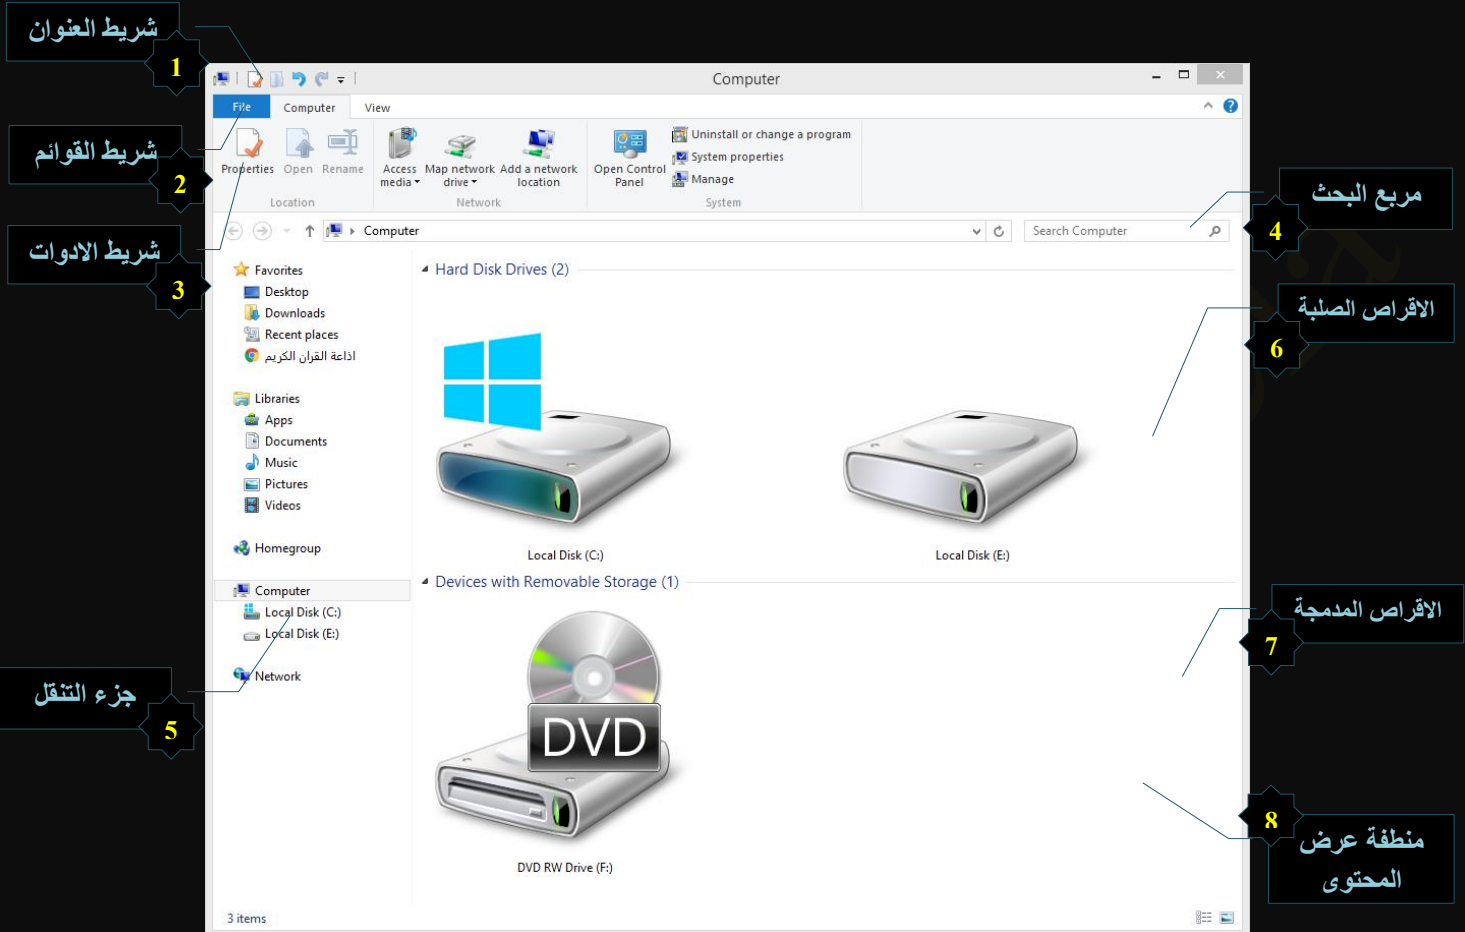 شريط العنوان
1
Computer
File Computer View
شريط القوائم
2
Properties Open Rename
Location
Access media
Map network drive
Add a network location
Network
Open Control Panel
Uninstall or change a program
System properties
Manage
System
مربع البحث
4
شريط الادوات
3
Computer
Search Computer
Favorites
Desktop
Downloads
Recent places
اذاعة القران الكريم
Libraries
Apps
Documents
Music
Pictures
Videos
Homegroup
Computer
Local Disk (C:)
Local Disk (E:)
Network
جزء التنقل
5
Hard Disk Drives (2)
Local Disk (C:)
Local Disk (E:)
الاقراص الصلبة
6
Devices with Removable Storage (1)
DVD
DVD RW Drive (F:)
الاقراص المدمجة
7
8
منطفة عرض
المحتوى
3 items